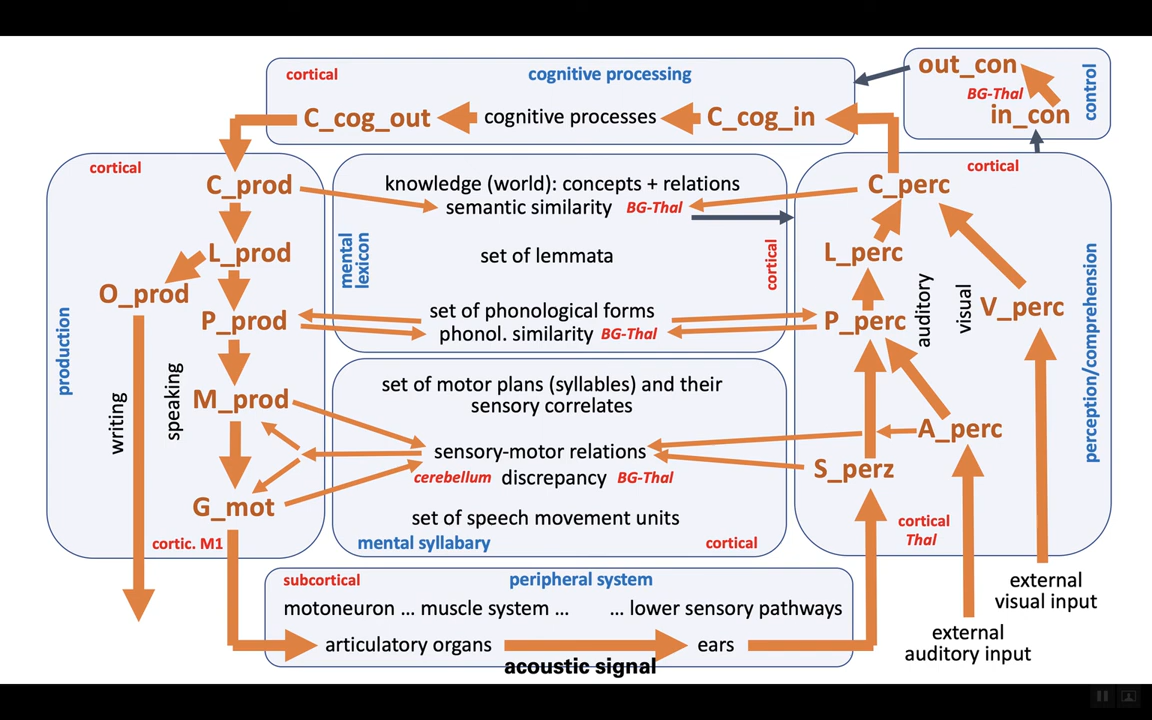 cortical
cognitive processing
C_cog_out
cognitive processes
C_cog_in
out_con
BG-Thal
in_con
control
cortical
C_prod
L_prod
O_prod
P_prod
M_prod
G_mot
production
writing
speaking
cortic. M1
knowledge (world): concepts + relations
semantic similarity BG-Thal
mental
lexicon
set of lemmata
cortical
set of phonological forms
phonol. similarity BG-Thal
set of motor plans (syllables) and their
sensory correlates
sensory-motor relations
cerebellum discrepancy BG-Thal
set of speech movement units
mental syllabary
cortical
cortical
C_perc
L_perc
P_perc
auditory
visual
V_perc
A_perc
S_perz
perception/comprehension
cortical
Thal
subcortical
peripheral system
motoneuron ... muscle system ...
... lower sensory pathways
articulatory organs
ears
acoustic signal
external
visual input
external
auditory input